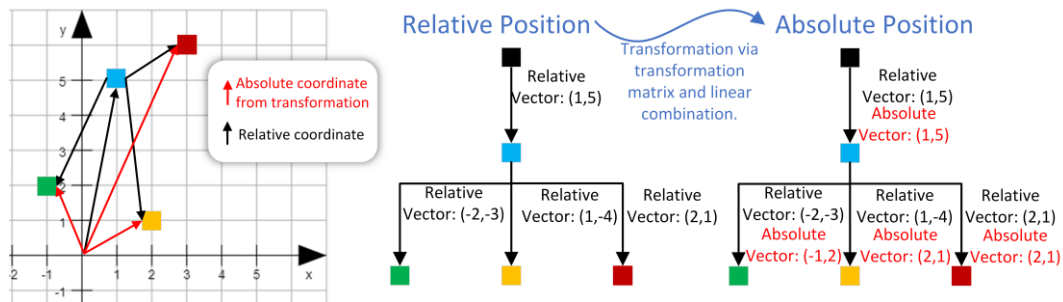 y
5
4
3
2
1
2
-1
1
2
3
4
5
x
-1
Absolute coordinate
from transformation
Relative coordinate
Relative Position
Absolute Position
Transformation via
transformation
matrix and linear
combination.
Relative
Vector: (1,5)
Relative
Vector: (-2,-3)
Relative
Vector: (1,-4)
Relative
Vector: (2,1)
Relative
Vector: (1,5)
Absolute
Vector: (1,5)
Relative
Vector: (-2,-3)
Absolute
Vector: (-1,2)
Relative
Vector: (1,-4)
Absolute
Vector: (2,1)
Relative
Vector: (2,1)
Absolute
Vector: (2,1)